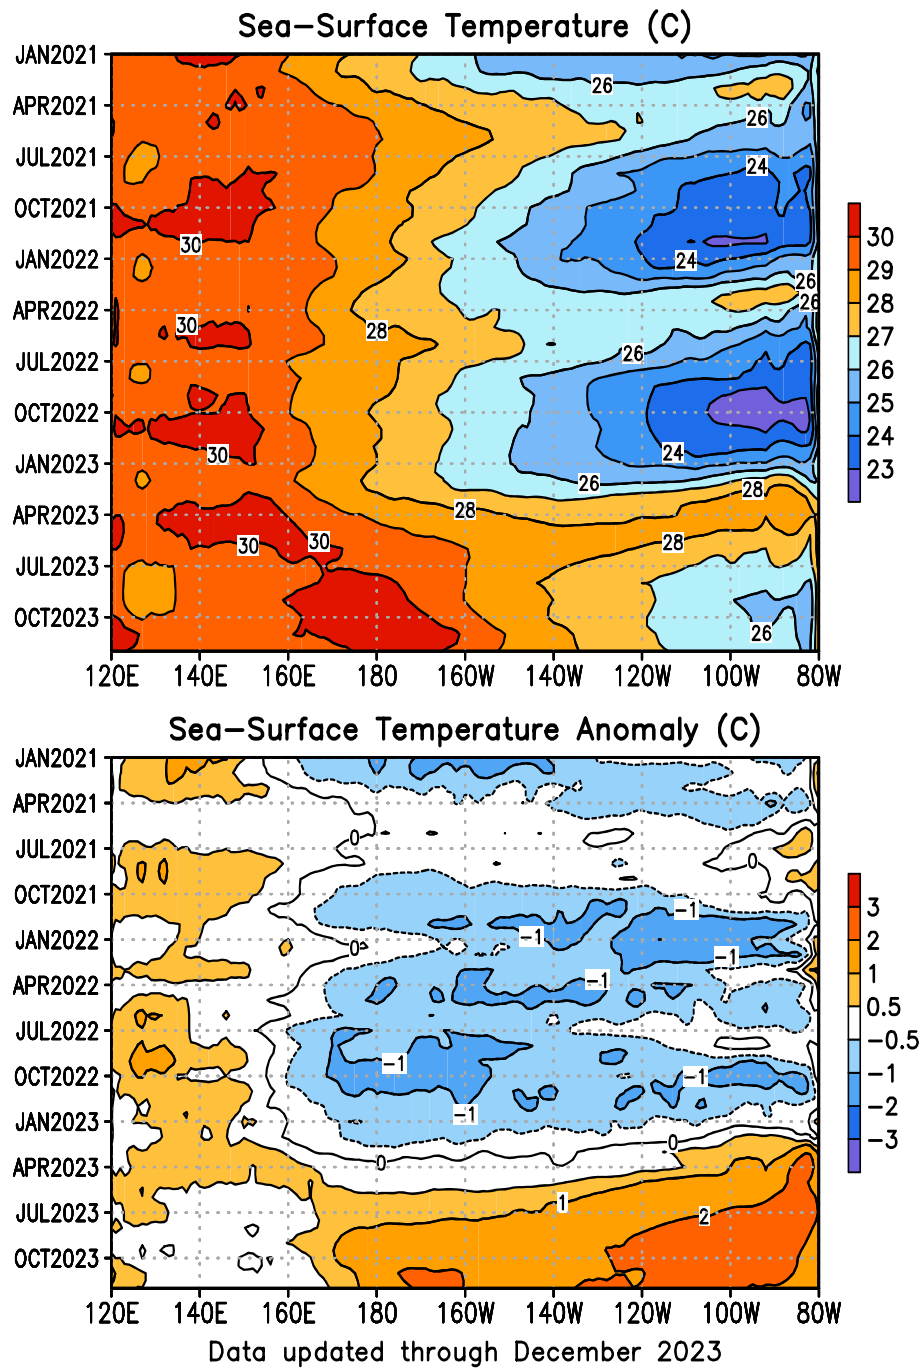 Sea-Surface Temperature (C)
JAN2021
APR2021
JUL2021
OCT2021
JAN2022
APR2022
JUL2022
OCT2022
JAN2023
APR2023
JUL2023
OCT2023
26
26
24
30
24
26
26
30
28
26
30
24
26
28
28
30
30
28
26
120E 140E 160E 180 160W 140W 120W 100W 80W
30
29
28
27
26
25
24
23
Sea-Surface Temperature Anomaly (C)
JAN2021
APR2021
JUL2021
OCT2021
JAN2022
APR2022
JUL2022
OCT2022
JAN2023
APR2023
JUL2023
OCT2023
0
0
-1
-1
0
-1
-1
-1
-1
-1
0
0
1
2
120E 140E 160E 180 160W 140W 120W 100W 80W
3
2
1
0.5
-0.5
-1
-2
-3
Data updated through December 2023